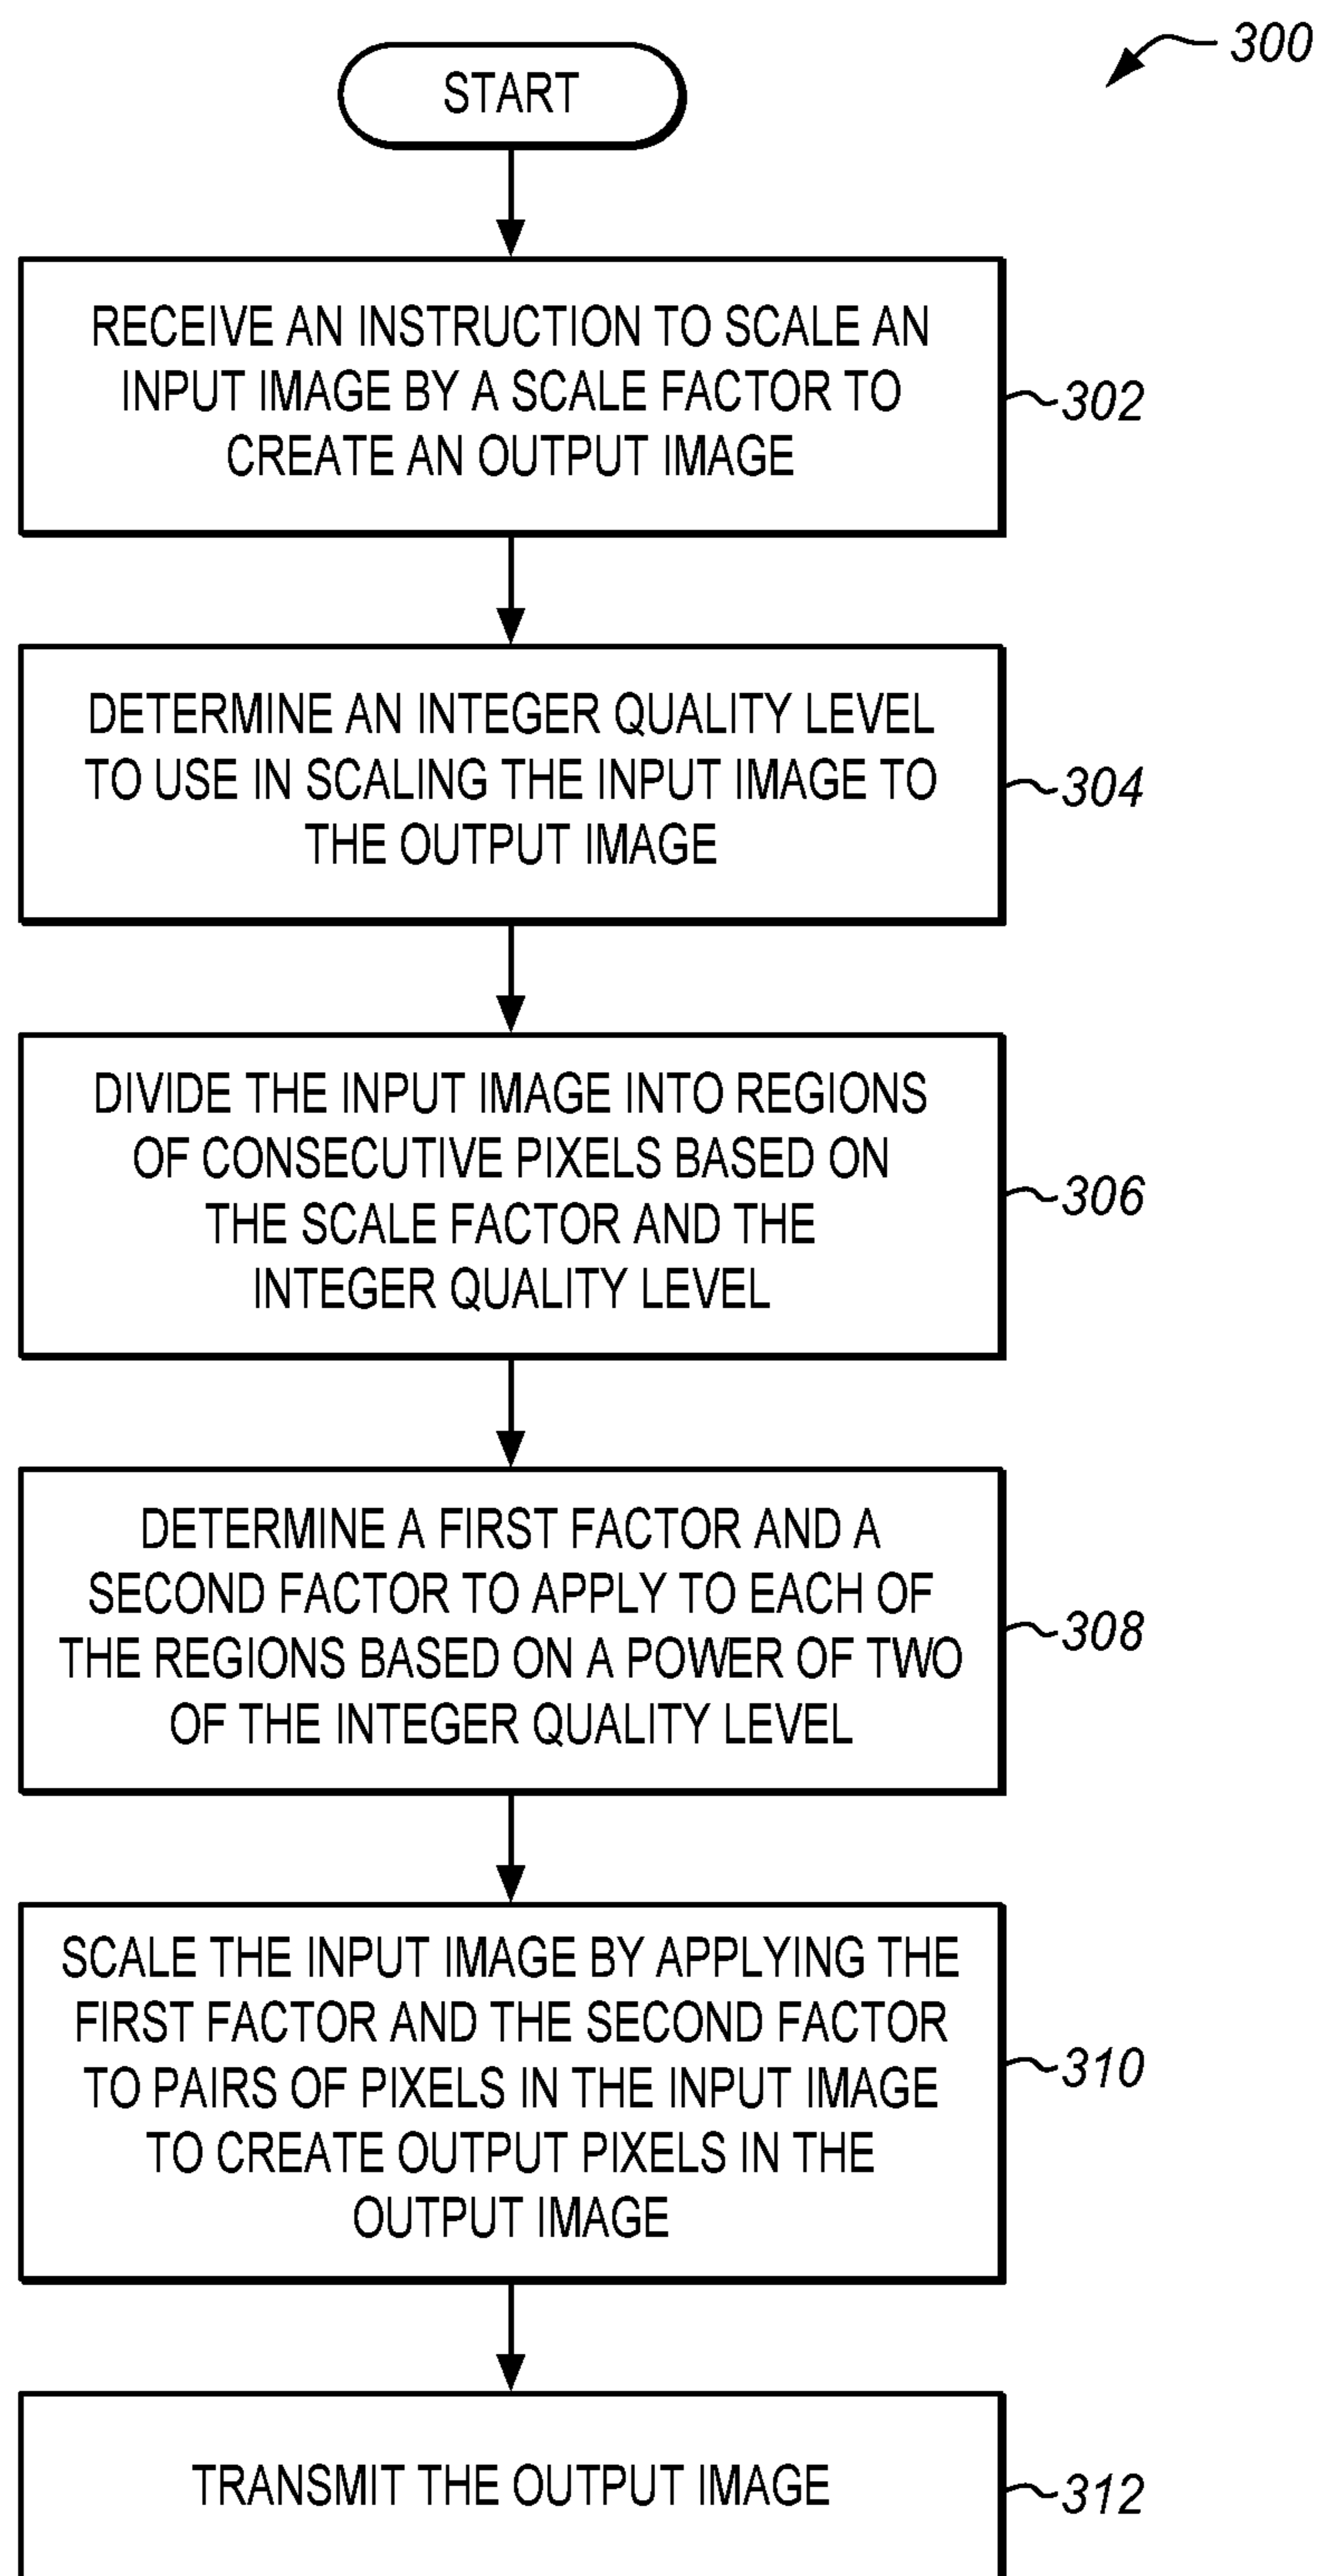 300
START
RECEIVE AN INSTRUCTION TO SCALE AN
INPUT IMAGE BY A SCALE FACTOR TO
CREATE AN OUTPUT IMAGE
302
DETERMINE AN INTEGER QUALITY LEVEL
TO USE IN SCALING THE INPUT IMAGE TO
THE OUTPUT IMAGE
304
DIVIDE THE INPUT IMAGE INTO REGIONS
OF CONSECUTIVE PIXELS BASED ON
THE SCALE FACTOR AND THE
INTEGER QUALITY LEVEL
306
DETERMINE A FIRST FACTOR AND A
SECOND FACTOR TO APPLY TO EACH OF
THE REGIONS BASED ON A POWER OF TWO
OF THE INTEGER QUALITY LEVEL
308
SCALE THE INPUT IMAGE BY APPLYING THE
FIRST FACTOR AND THE SECOND FACTOR
TO PAIRS OF PIXELS IN THE INPUT IMAGE
TO CREATE OUTPUT PIXELS IN THE
OUTPUT IMAGE
310
TRANSMIT THE OUTPUT IMAGE
312